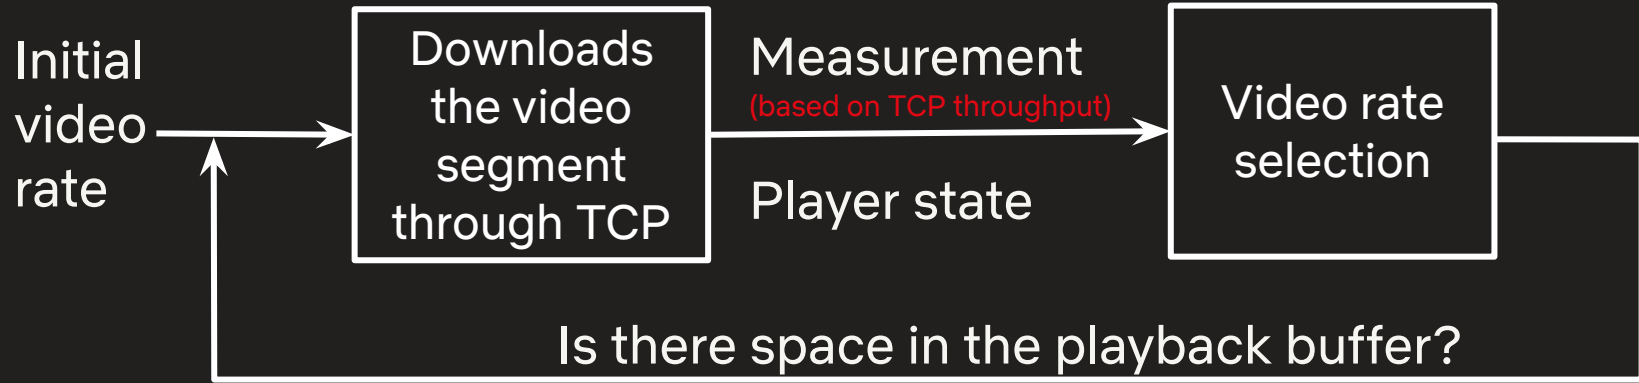 Initial
video
rate
Downloads
the video
segment
through TCP
Measurement
(based on TCP throughput)
Player state
Video rate
selection
Is there space in the playback buffer?